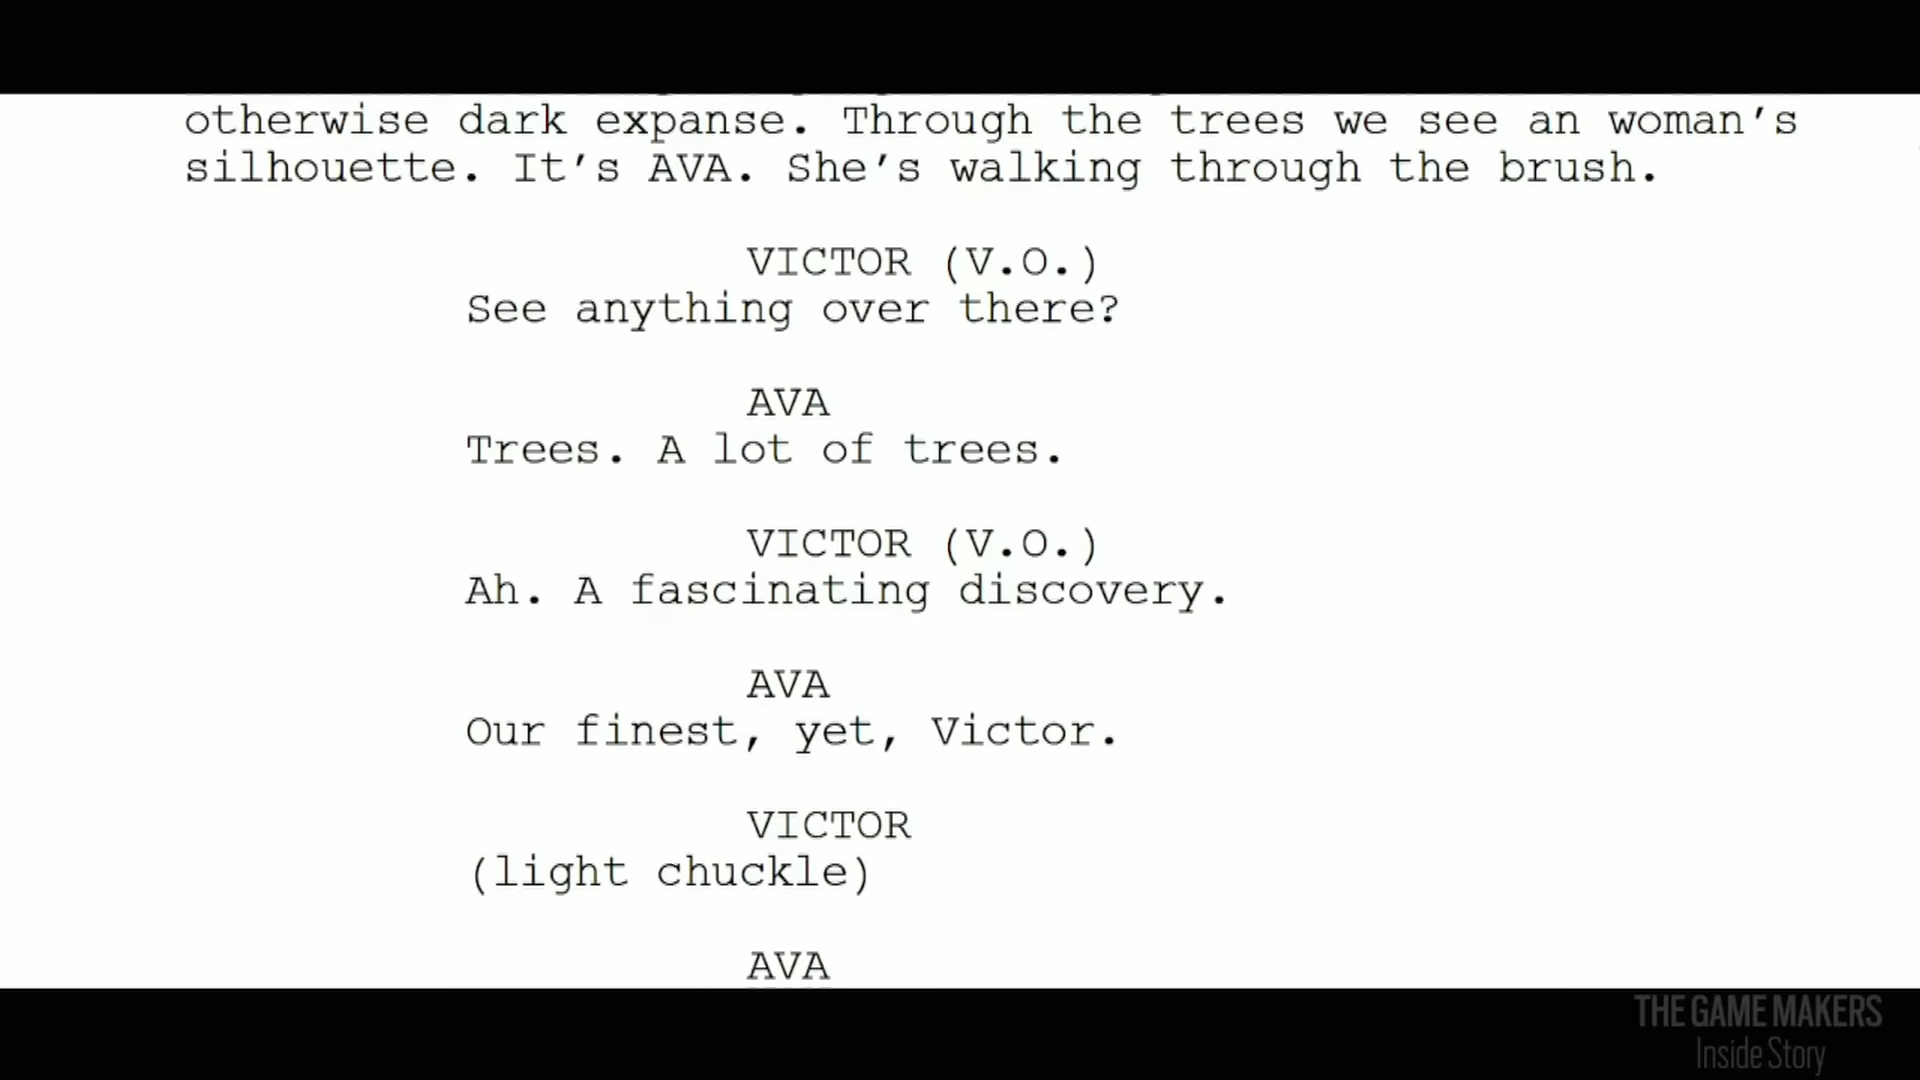 otherwise dark expanse. Through the trees we see an woman's
silhouette. It's AVA. She's walking through the brush.
VICTOR (V.O.)
See anything over there?
AVA
Trees. A lot of trees.
VICTOR (V.O.)
Ah. A fascinating discovery.
AVA
Our finest, yet, Victor.
VICTOR
(light chuckle)
AVA
THE GAME MAKERS
Inside Story